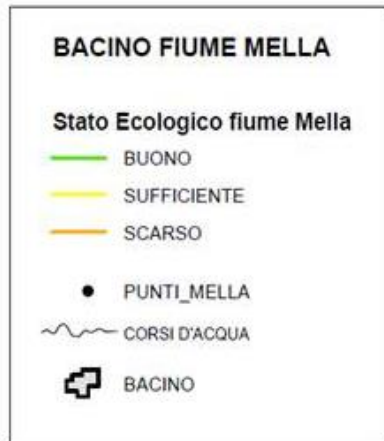 BACINO FIUME MELLA
Stato Ecologico fiume Mella
BUONO
SUFFICIENTE
SCARSO
PUNTI_MELLA
CORSI D'ACQUA
BACINO